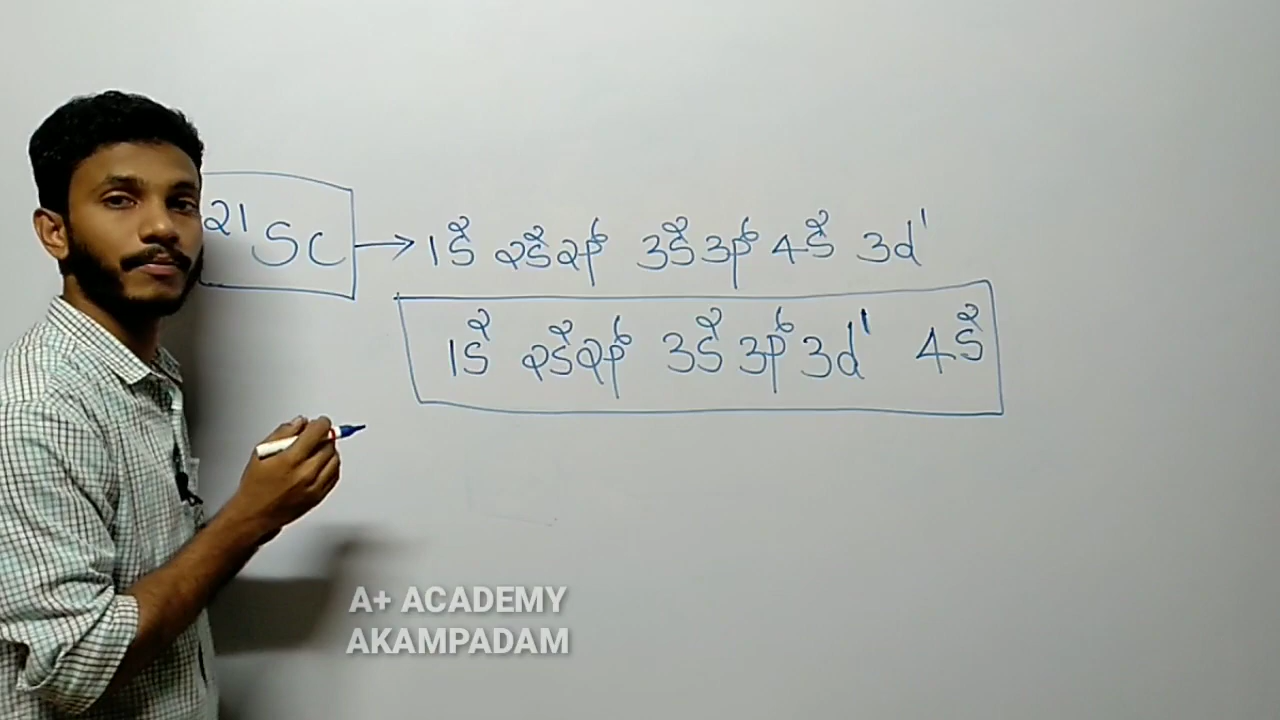 ²¹Sc → 1s² 2s² 2p⁶ 3s² 3p⁶ 4s² 3d¹
1s² 2s² 2p⁶ 3s² 3p⁶ 3d¹ 4s²
A+ ACADEMY
AKAMPADAM